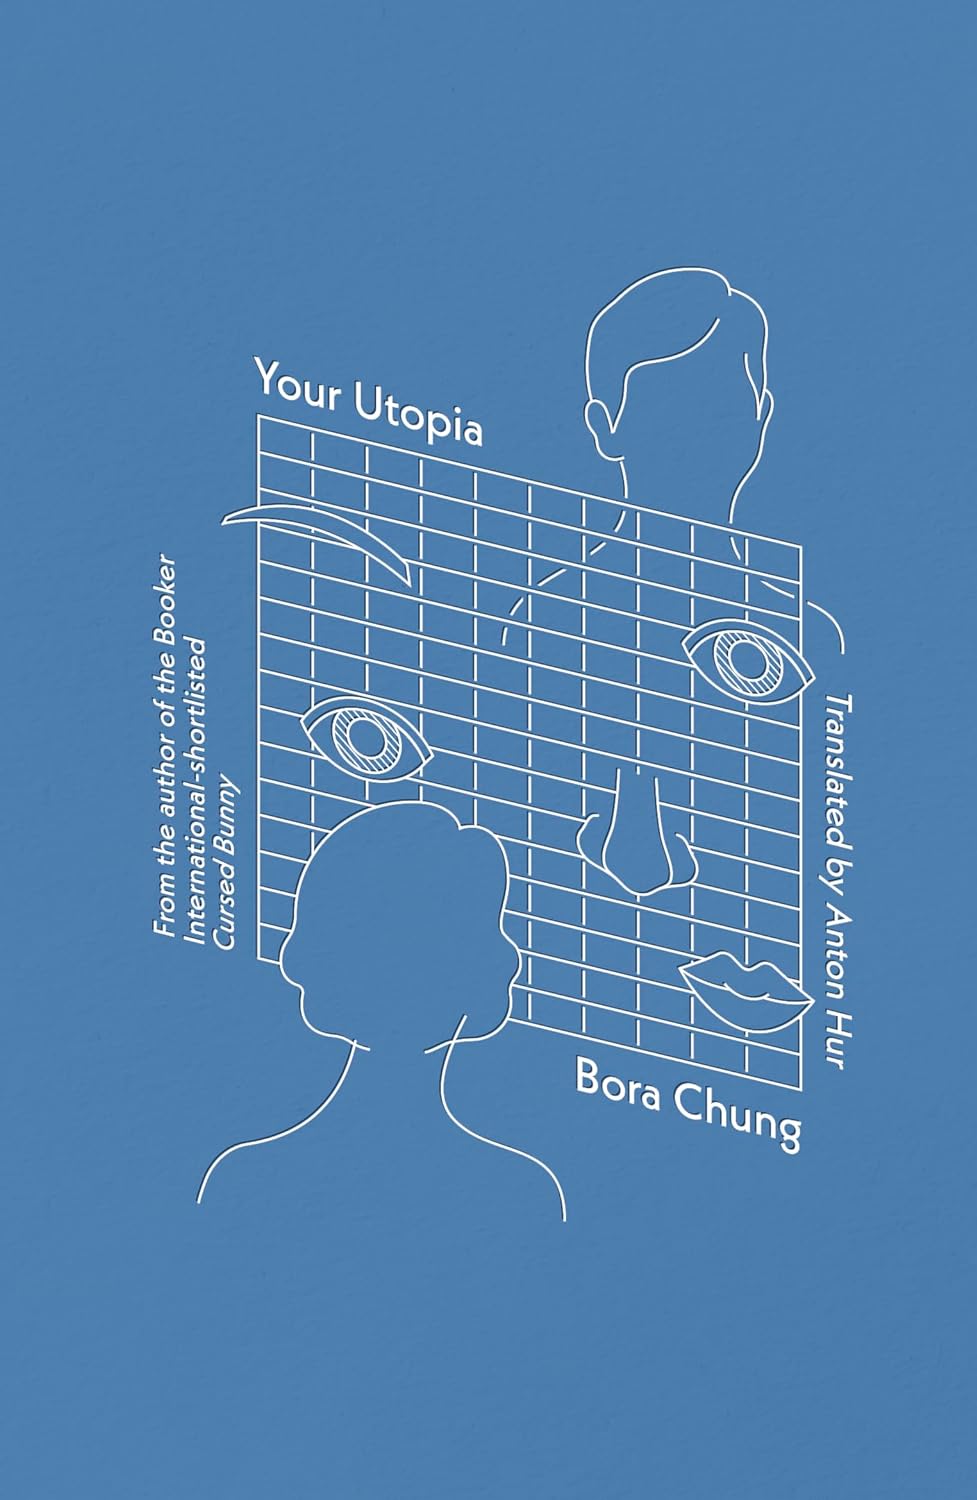 Your Utopia
From the author of the Booker
International-shortlisted
Cursed Bunny
Translated by Anton Hur
Bora Chung